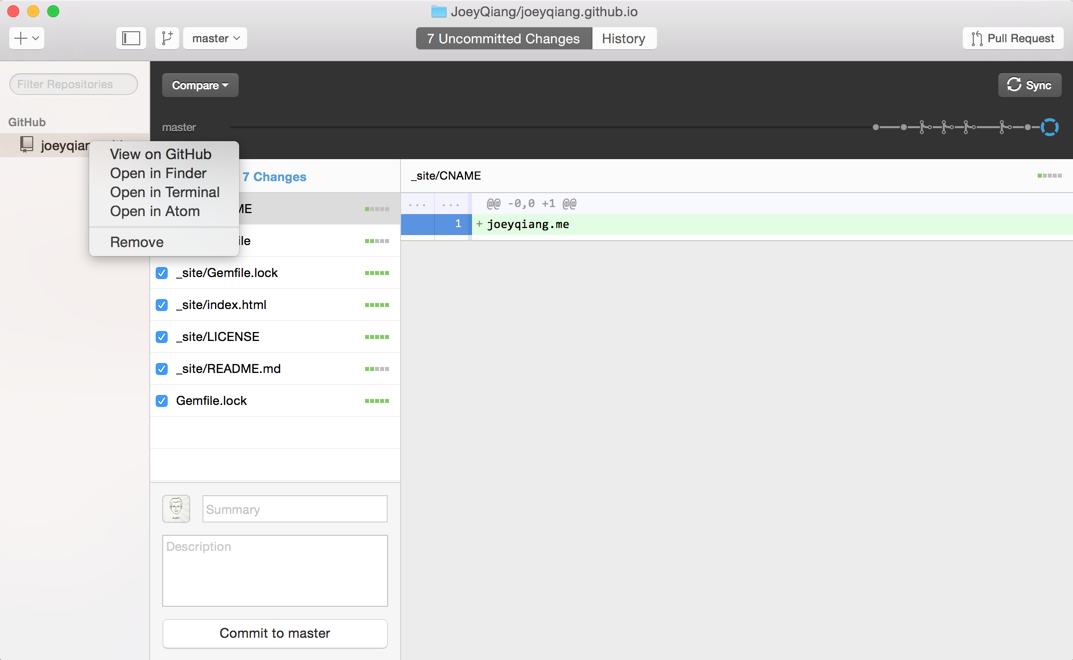 JoeyQiang/joeyqiang.github.io
master
7 Uncommitted Changes
History
Pull Request
Filter Repositories
Compare
Sync
GitHub
master
joeyqian
View on GitHub
Open in Finder
Open in Terminal
Open in Atom
Remove
7 Changes
ME
ile
_site/Gemfile.lock
_site/index.html
_site/LICENSE
_site/README.md
Gemfile.lock
_site/CNAME
... ... @@ -0,0 +1 @@
1 + joeyqiang.me
Summary
Description
Commit to master